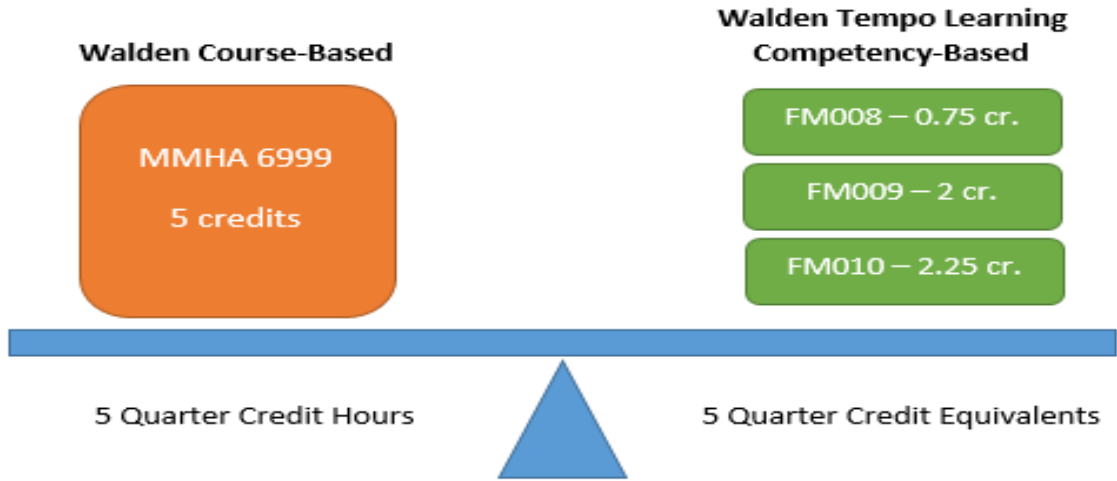 Walden Course-Based
MMHA 6999
5 credits
Walden Tempo Learning
Competency-Based
FM008 – 0.75 cr.
FM009 – 2 cr.
FM010 – 2.25 cr.
5 Quarter Credit Hours
5 Quarter Credit Equivalents